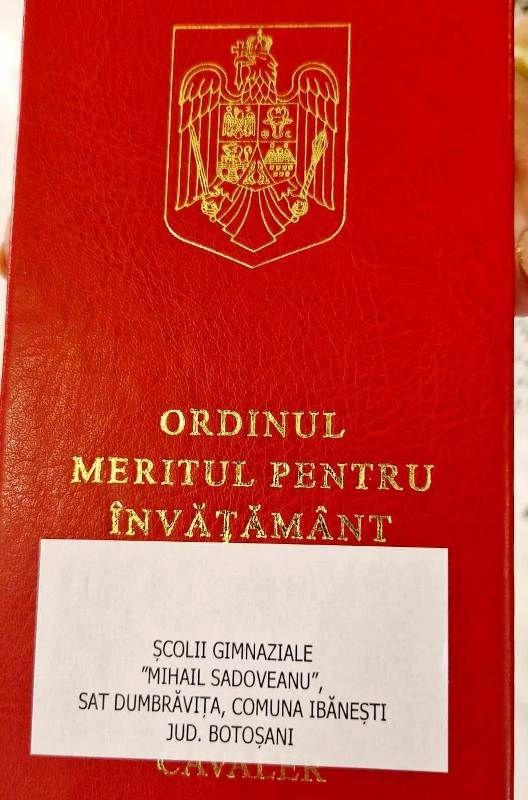 ORDINUL
MERITUL PENTRU
ÎNVĂȚĂMÂNT
ȘCOLII GIMNAZIALE
"MIHAIL SADOVEANU",
SAT DUMBRĂVIȚA, COMUNA IBĂNEȘTI
JUD. BOTOȘANI
CAVALER